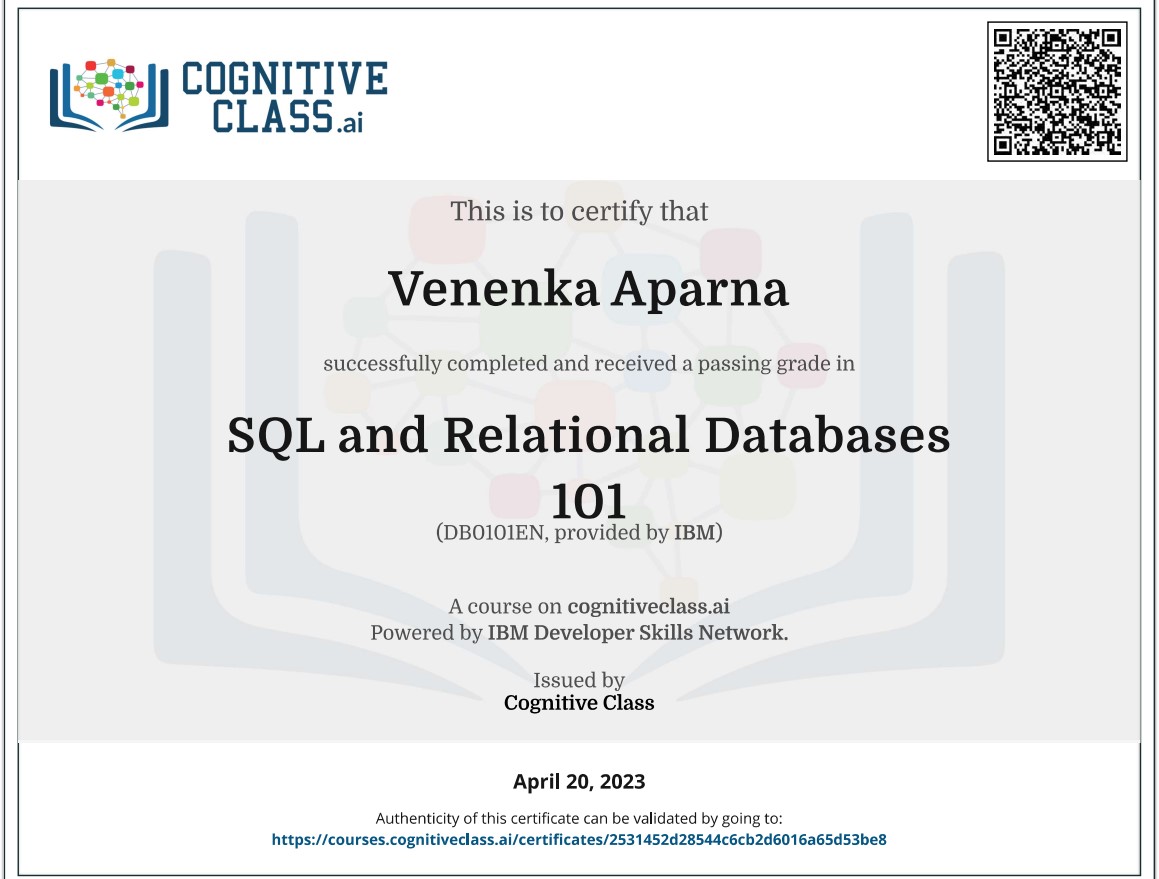 COGNITIVE
CLASS.ai
This is to certify that
Venenka Aparna
successfully completed and received a passing grade in
SQL and Relational Databases
101
(DB0101EN, provided by IBM)
A course on cognitiveclass.ai
Powered by IBM Developer Skills Network.
Issued by
Cognitive Class
April 20, 2023
Authenticity of this certificate can be validated by going to:
https://courses.cognitiveclass.ai/certificates/2531452d28544c6cb2d6016a65d53be8